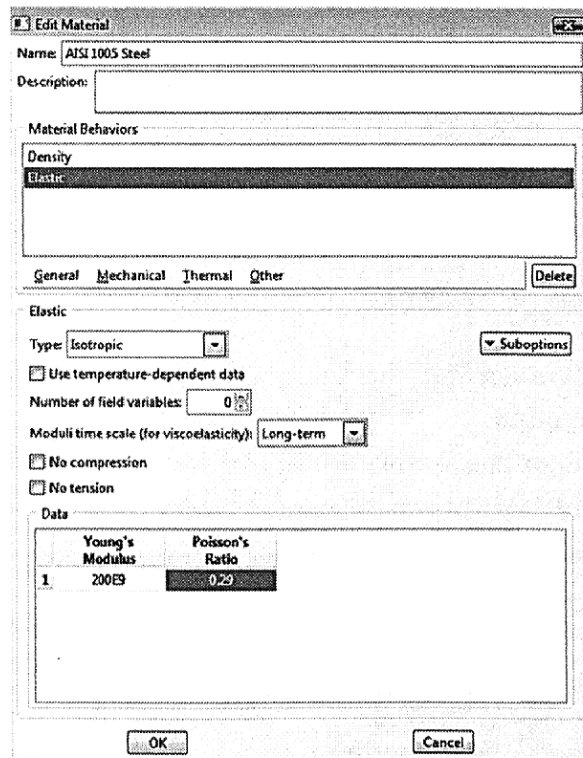 Edit Material
Name: AISI 1005 Steel
Description:
Material Behaviors
Density
Elastic
General Mechanical Thermal Other
Delete
Elastic
Type: Isotropic
Suboptions
Use temperature-dependent data
Number of field variables: 0
Moduli time scale (for viscoelasticity): Long-term
No compression
No tension
Data
Young's Poisson's
Modulus Ratio
1 200E9 0.29
OK Cancel